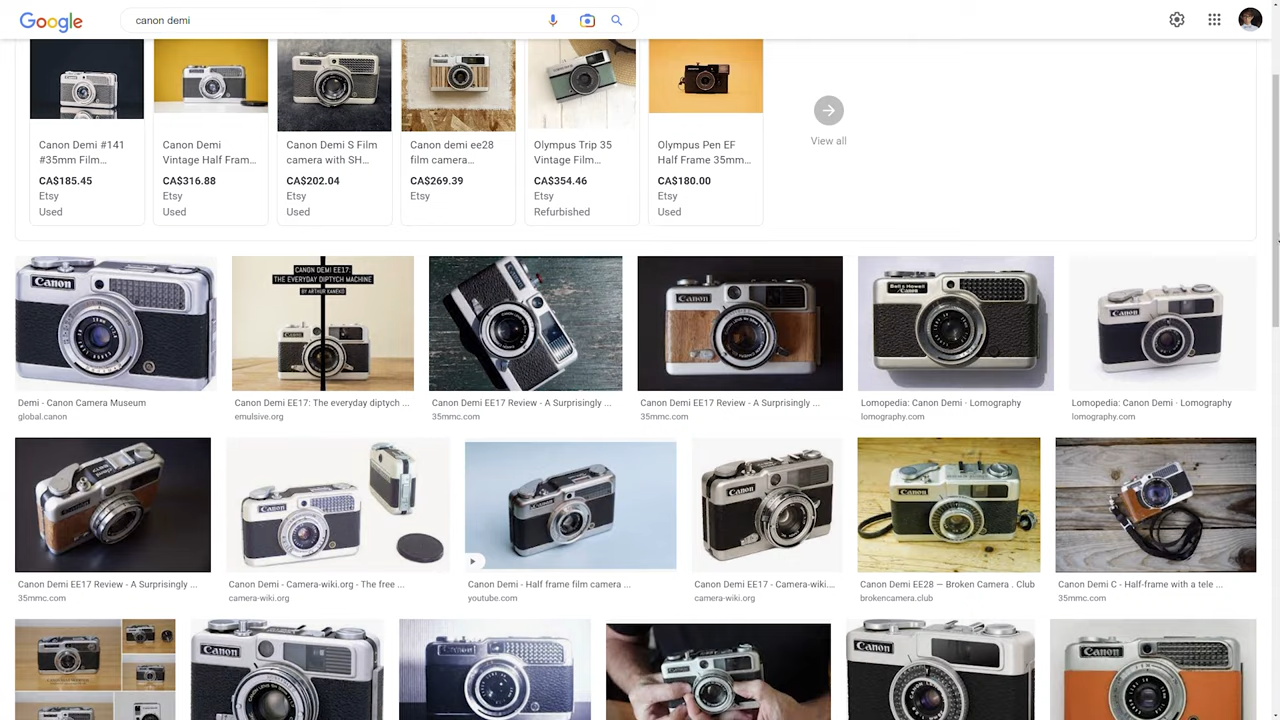 Google
canon demi
Canon Demi #141
#35mm Film…
CA$185.45
Etsy
Used
Canon Demi
Vintage Half Fram…
CA$316.88
Etsy
Used
Canon Demi S Film
camera with SH…
CA$202.04
Etsy
Used
Canon demi ee28
film camera…
CA$269.39
Etsy
Olympus Trip 35
Vintage Film…
CA$354.46
Etsy
Refurbished
Olympus Pen EF
Half Frame 35mm…
CA$180.00
Etsy
Used
View all
Canon
CANON DEMI EE17:
THE EVERYDAY DIPTYCH MACHINE
BY ARTHUR KANEKO
Canon
Bell & Howell
Canon
Canon
Demi - Canon Camera Museum
global.canon
Canon Demi EE17: The everyday diptych ...
emulsive.org
Canon Demi EE17 Review - A Surprisingly ...
35mmc.com
Canon Demi EE17 Review - A Surprisingly ...
35mmc.com
Lomopedia: Canon Demi · Lomography
lomography.com
Lomopedia: Canon Demi · Lomography
lomography.com
Canon
Canon
Canon
Canon Demi EE17 Review - A Surprisingly ...
35mmc.com
Canon Demi - Camera-wiki.org - The free ...
camera-wiki.org
Canon Demi - Half frame film camera ...
youtube.com
Canon Demi EE17 - Camera-wiki....
camera-wiki.org
Canon Demi EE28 — Broken Camera . Club
brokencamera.club
Canon Demi C - Half-frame with a tele ...
35mmc.com
Canon
Canon
Canon
Canon